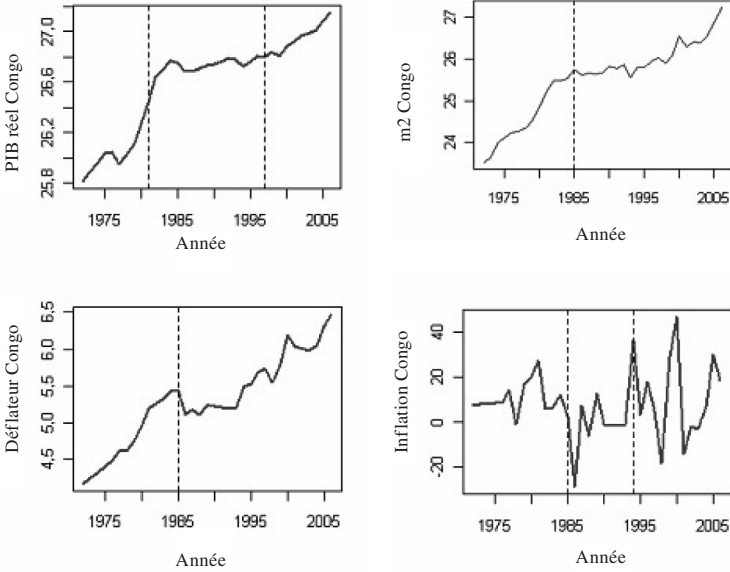 PIB réel Congo
27,0
26,6
26,2
25,8
1975 1985 1995 2005
Année
m2 Congo
27
26
25
24
1975 1985 1995 2005
Année
Déflateur Congo
6,5
6,0
5,5
5,0
4,5
1975 1985 1995 2005
Année
Inflation Congo
40
20
0
-20
1975 1985 1995 2005
Année